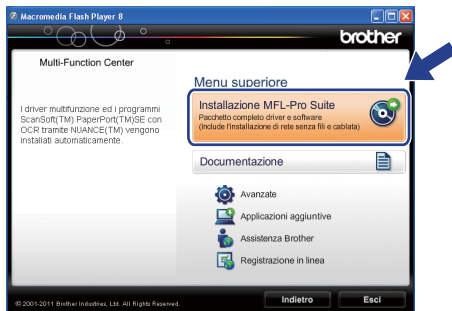 Macromedia Flash Player 8
brother
Multi-Function Center
Menu superiore
I driver multifunzione ed i programmi
ScanSoft(TM) PaperPort(TM)SE con
OCR tramite NUANCE(TM) vengono
installati automaticamente.
Installazione MFL-Pro Suite
Pacchetto completo driver e software
(Include l'installazione di rete senza fili e cablata)
Documentazione
Avanzate
Applicazioni aggiuntive
Assistenza Brother
Registrazione in linea
© 2001-2011 Brother Industries, Ltd. All Rights Reserved.
Indietro
Esci